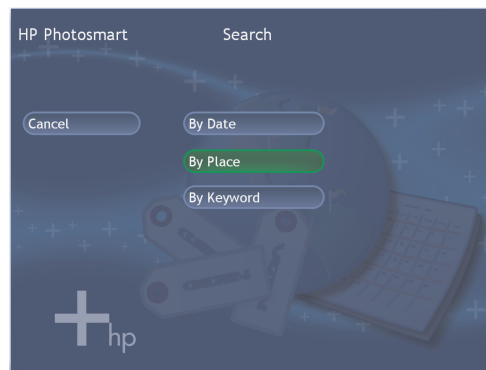 HP Photosmart
Search
Cancel
By Date
By Place
By Keyword
hp